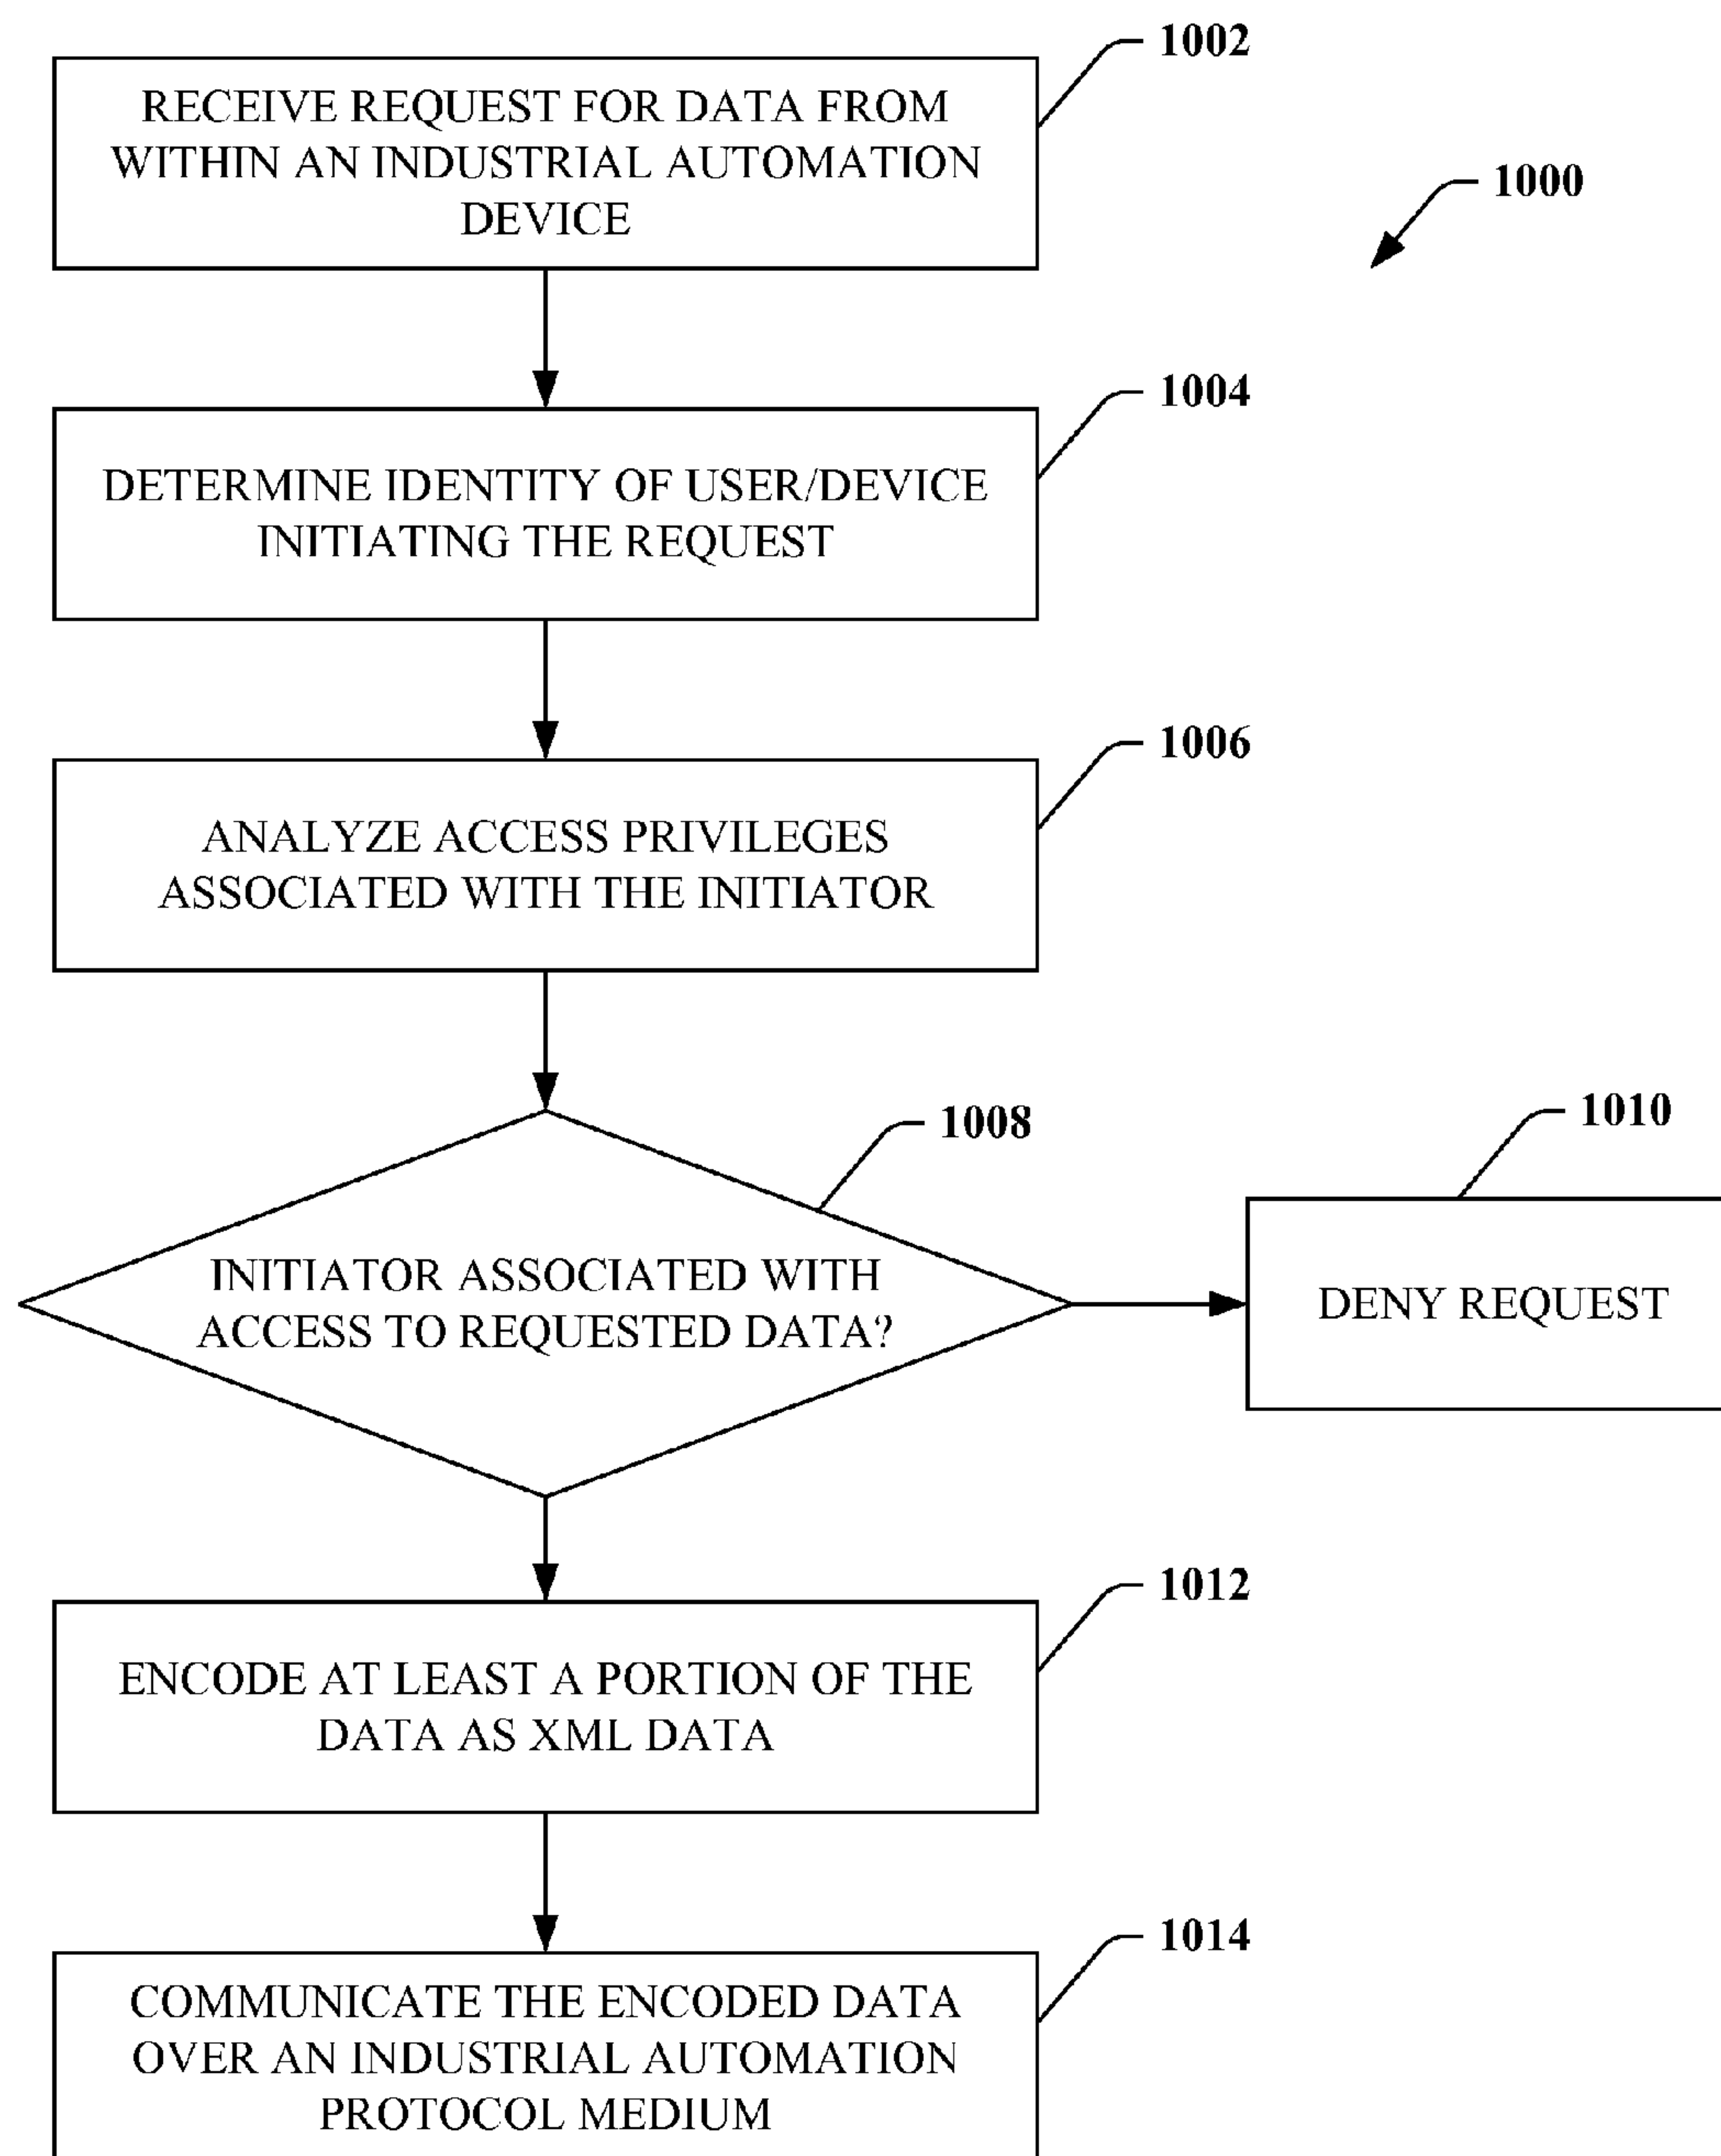 1002
RECEIVE REQUEST FOR DATA FROM
WITHIN AN INDUSTRIAL AUTOMATION
DEVICE
1000
1004
DETERMINE IDENTITY OF USER/DEVICE
INITIATING THE REQUEST
1006
ANALYZE ACCESS PRIVILEGES
ASSOCIATED WITH THE INITIATOR
1008
INITIATOR ASSOCIATED WITH
ACCESS TO REQUESTED DATA?
1010
DENY REQUEST
1012
ENCODE AT LEAST A PORTION OF THE
DATA AS XML DATA
1014
COMMUNICATE THE ENCODED DATA
OVER AN INDUSTRIAL AUTOMATION
PROTOCOL MEDIUM